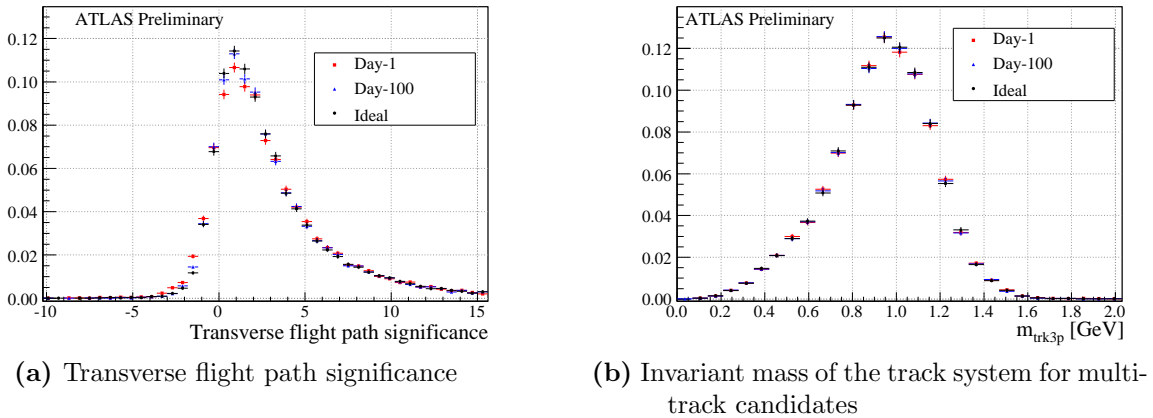 ATLAS Preliminary
0.12
0.10
0.08
0.06
0.04
0.02
0.00
Day-1
Day-100
Ideal
-10 -5 0 5 10 15
Transverse flight path significance
(a) Transverse flight path significance
ATLAS Preliminary
0.12
0.10
0.08
0.06
0.04
0.02
0.00
Day-1
Day-100
Ideal
0.0 0.2 0.4 0.6 0.8 1.0 1.2 1.4 1.6 1.8 2.0
m_trk3p [GeV]
(b) Invariant mass of the track system for multi-
track candidates